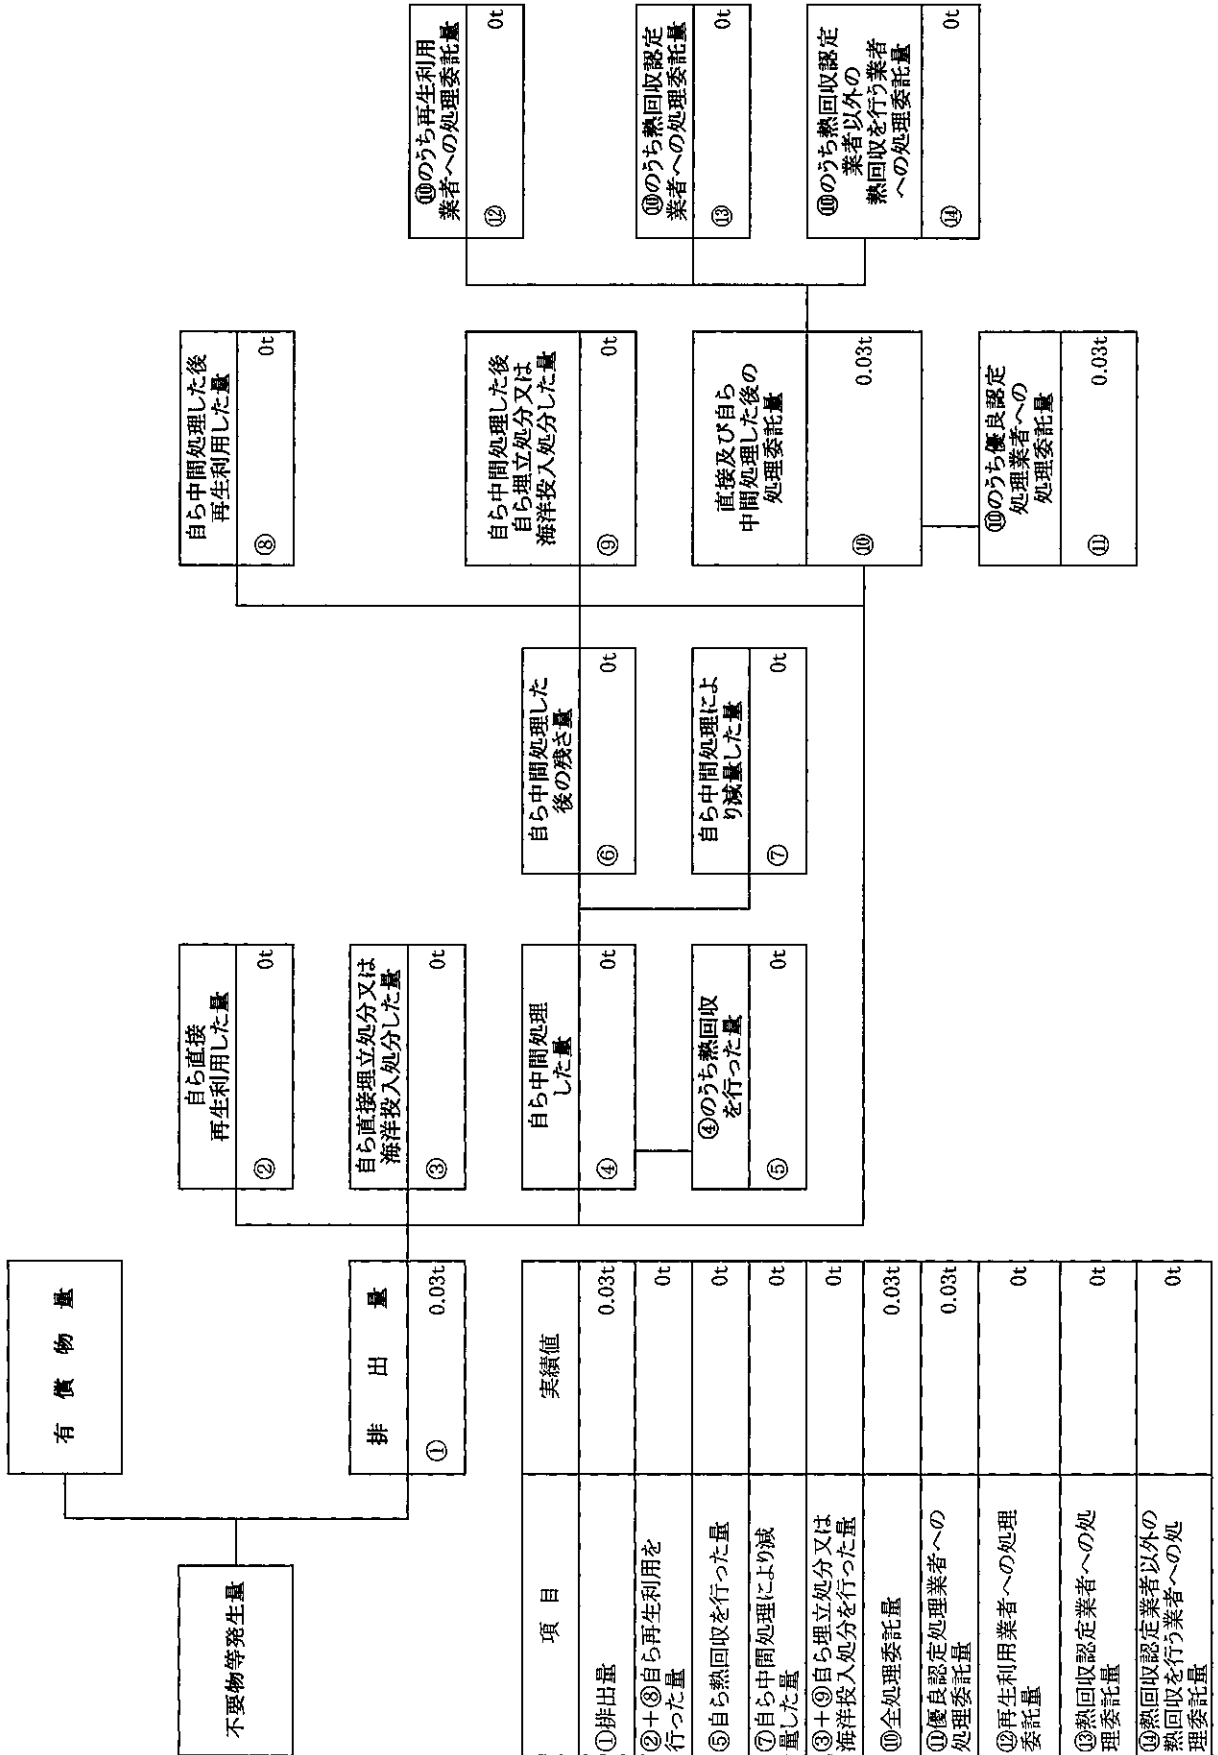 不要物等発生量
有償物量
排出量
① 0.03t
自ら直接
再生利用した量
② 0t
自ら直接埋立処分又は
海洋投入処分した量
③ 0t
自ら中間処理
した量
④ 0t
④のうち熱回収
を行った量
⑤ 0t
自ら中間処理した
後の残さ量
⑥ 0t
自ら中間処理によ
り減量した量
⑦ 0t
自ら中間処理した後
再生利用した量
⑧ 0t
自ら中間処理した後
自ら埋立処分又は
海洋投入処分した量
⑨ 0t
直接及び自ら
中間処理した後の
処理委託量
⑩ 0.03t
⑩のうち優良認定
処理業者への
処理委託量
⑪ 0.03t
⑩のうち再生利用
業者への処理委託量
⑫ 0t
⑩のうち熱回収認定
業者への処理委託量
⑬ 0t
⑩のうち熱回収認定
業者以外の
熱回収を行う業者
への処理委託量
⑭ 0t
項目 実績値
①排出量 0.03t
②+⑧自ら再生利用を
行った量 0t
⑤自ら熱回収を行った量 0t
⑦自ら中間処理により減
量した量 0t
③+⑨自ら埋立処分又は
海洋投入処分を行った量 0t
⑩全処理委託量 0.03t
⑪優良認定処理業者への
処理委託量 0.03t
⑫再生利用業者への処理
委託量 0t
⑬熱回収認定業者への処
理委託量 0t
⑭熱回収認定業者以外の
熱回収を行う業者への処
理委託量 0t